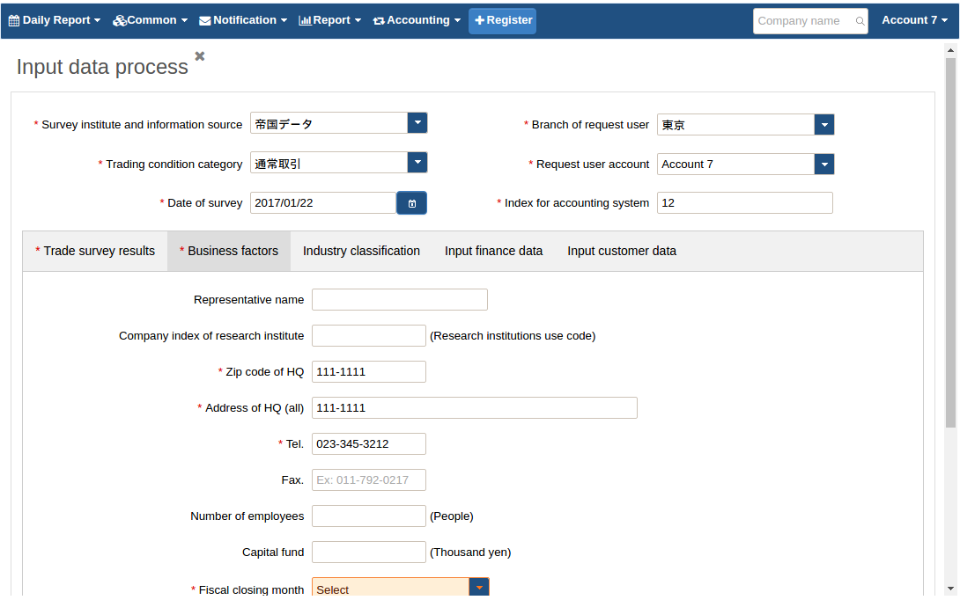 Daily Report Common Notification Report Accounting Register Company name Account 7
Input data process
* Survey institute and information source 帝国データ * Branch of request user 東京
* Trading condition category 通常取引 * Request user account Account 7
* Date of survey 2017/01/22 * Index for accounting system 12
* Trade survey results * Business factors Industry classification Input finance data Input customer data
Representative name
Company index of research institute (Research institutions use code)
* Zip code of HQ 111-1111
* Address of HQ (all) 111-1111
* Tel. 023-345-3212
Fax. Ex: 011-792-0217
Number of employees (People)
Capital fund (Thousand yen)
* Fiscal closing month Select